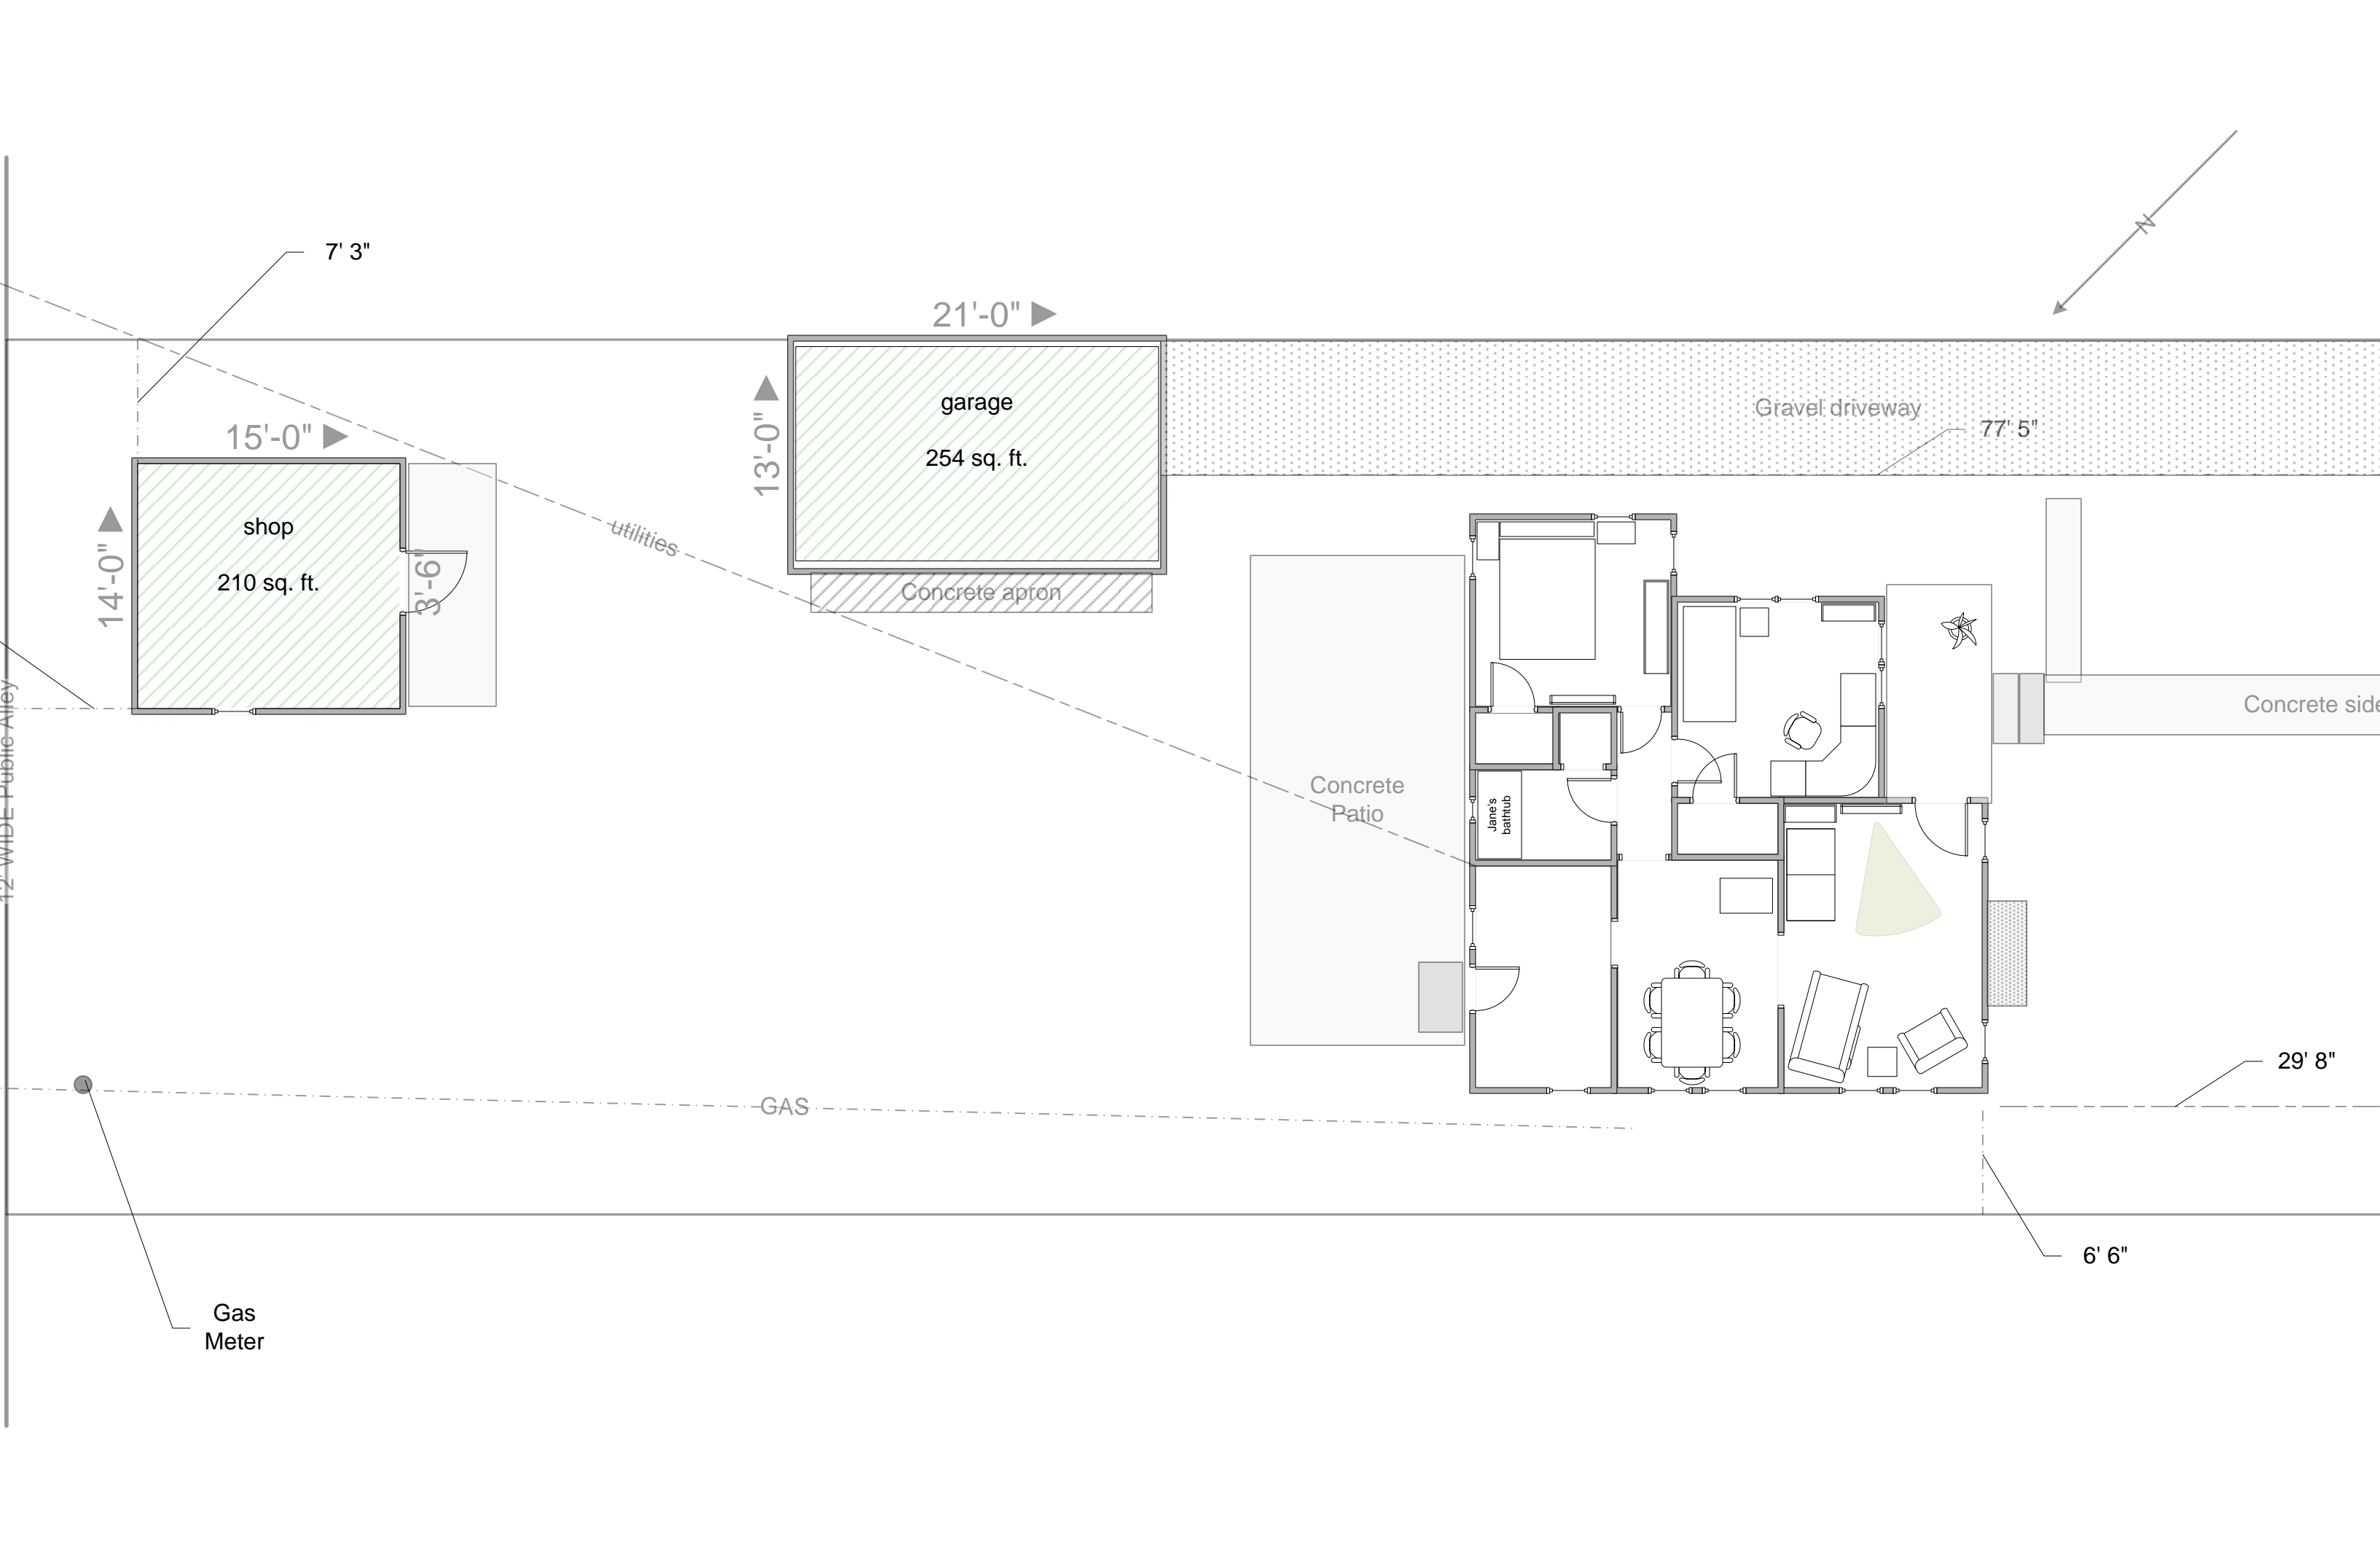 N
7' 3"
21'-0"
garage
254 sq. ft.
13'-0"
Gravel driveway
77' 5"
15'-0"
shop
210 sq. ft.
14'-0"
3'-6"
utilities
Concrete apron
Concrete side
12' WIDE Public Alley
Concrete
Patio
Jane's
bathtub
29' 8"
GAS
6' 6"
Gas
Meter